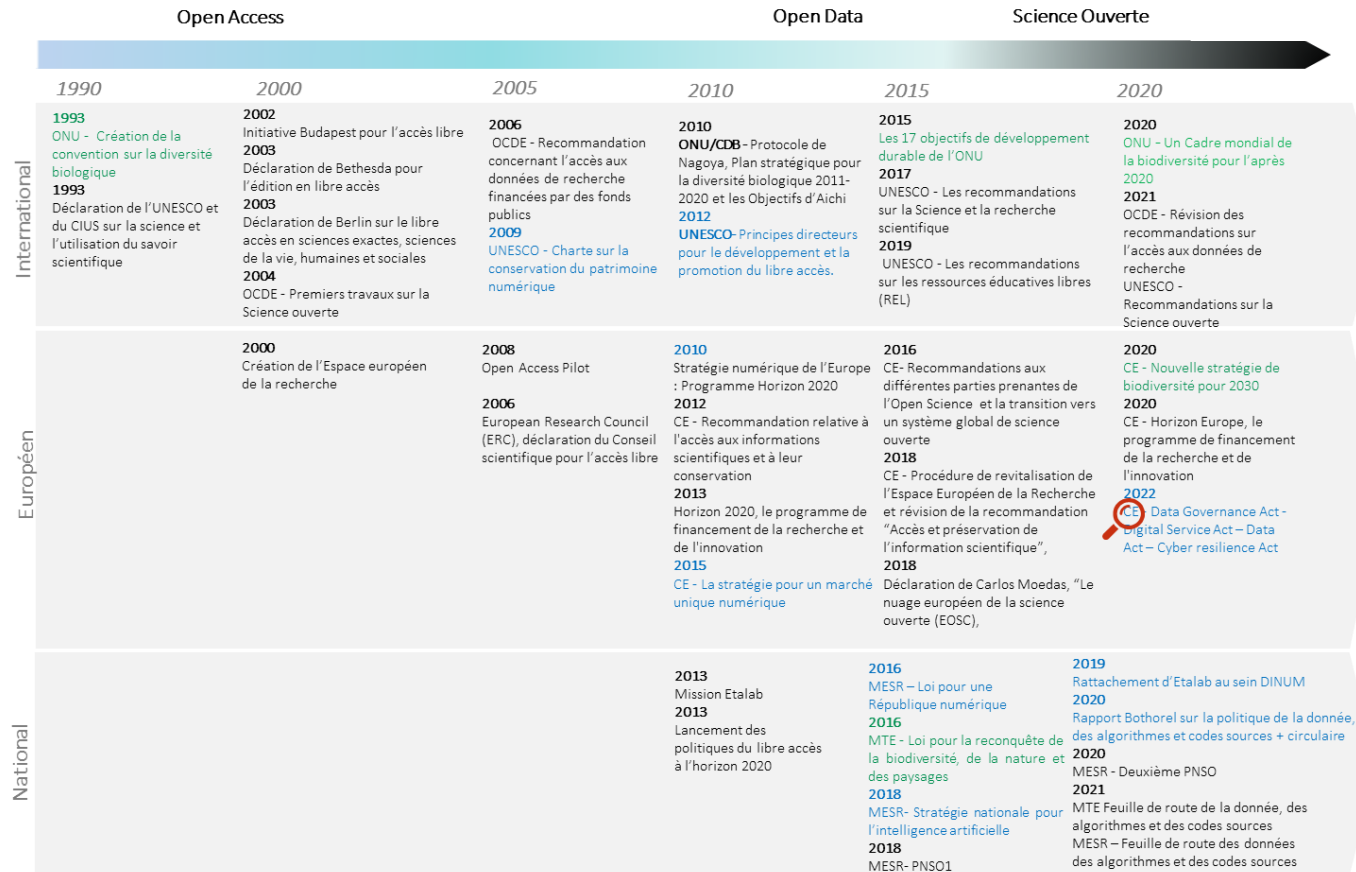 Open Access
Open Data
Science Ouverte
1990
2000
2005
2010
2015
2020
International
1993
ONU - Création de la
convention sur la diversité
biologique
1993
Déclaration de l'UNESCO et
du CIUS sur la science et
l'utilisation du savoir
scientifique
2002
Initiative Budapest pour l'accès libre
2003
Déclaration de Bethesda pour
l'édition en libre accès
2003
Déclaration de Berlin sur le libre
accès en sciences exactes, sciences
de la vie, humaines et sociales
2004
OCDE - Premiers travaux sur la
Science ouverte
2006
OCDE - Recommandation
concernant l'accès aux
données de recherche
financées par des fonds
publics
2009
UNESCO - Charte sur la
conservation du patrimoine
numérique
2010
ONU/CDB - Protocole de
Nagoya, Plan stratégique pour
la diversité biologique 2011-
2020 et les Objectifs d'Aichi
2012
UNESCO- Principes directeurs
pour le développement et la
promotion du libre accès.
2015
Les 17 objectifs de développement
durable de l'ONU
2017
UNESCO - Les recommandations
sur la Science et la recherche
scientifique
2019
UNESCO - Les recommandations
sur les ressources éducatives libres
(REL)
2020
ONU - Un Cadre mondial de
la biodiversité pour l'après
2020
2021
OCDE - Révision des
recommandations sur
l'accès aux données de
recherche
UNESCO -
Recommandations sur la
Science ouverte
Européen
2000
Création de l'Espace européen
de la recherche
2008
Open Access Pilot
2006
European Research Council
(ERC), déclaration du Conseil
scientifique pour l'accès libre
2010
Stratégie numérique de l'Europe
: Programme Horizon 2020
2012
CE - Recommandation relative à
l'accès aux informations
scientifiques et à leur
conservation
2013
Horizon 2020, le programme de
financement de la recherche et
de l'innovation
2015
CE - La stratégie pour un marché
unique numérique
2016
CE- Recommandations aux
différentes parties prenantes de
l'Open Science et la transition vers
un système global de science
ouverte
2018
CE - Procédure de revitalisation de
l'Espace Européen de la Recherche
et révision de la recommandation
“Accès et préservation de
l'information scientifique”,
2018
Déclaration de Carlos Moedas, “Le
nuage européen de la science
ouverte (EOSC),
2020
CE - Nouvelle stratégie de
biodiversité pour 2030
2020
CE - Horizon Europe, le
programme de financement
de la recherche et de
l'innovation
2022
CE - Data Governance Act -
Digital Service Act – Data
Act – Cyber resilience Act
National
2013
Mission Etalab
2013
Lancement des
politiques du libre accès
à l'horizon 2020
2016
MESR – Loi pour une
République numérique
2016
MTE - Loi pour la reconquête de
la biodiversité, de la nature et
des paysages
2018
MESR- Stratégie nationale pour
l'intelligence artificielle
2018
MESR- PNSO1
2019
Rattachement d'Etalab au sein DINUM
2020
Rapport Bothorel sur la politique de la donnée,
des algorithmes et codes sources + circulaire
2020
MESR - Deuxième PNSO
2021
MTE Feuille de route de la donnée, des
algorithmes et des codes sources
MESR – Feuille de route des données
des algorithmes et des codes sources